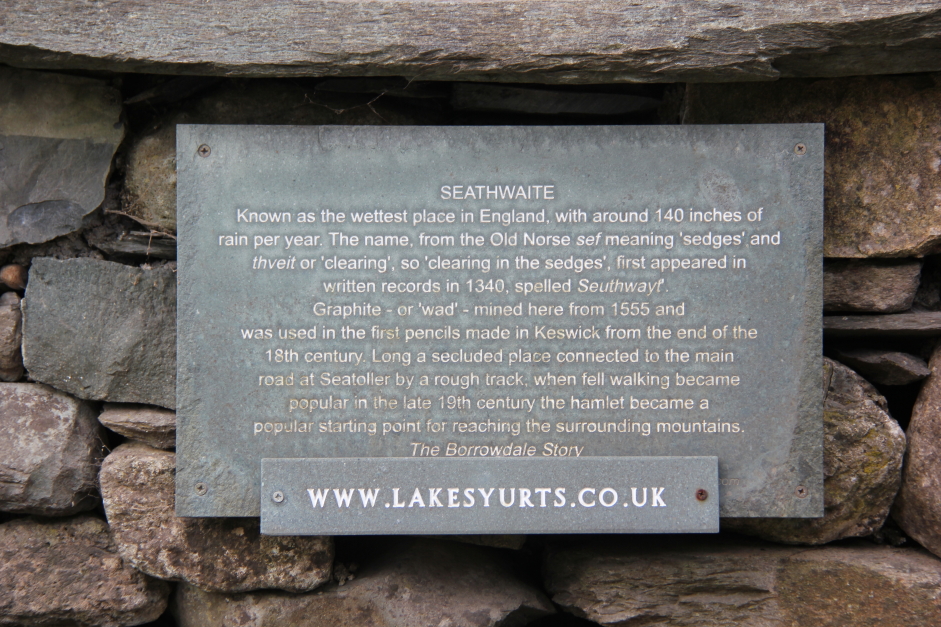 SEATHWAITE
Known as the wettest place in England, with around 140 inches of
rain per year. The name, from the Old Norse sef meaning 'sedges' and
thveit or 'clearing', so 'clearing in the sedges', first appeared in
written records in 1340, spelled Seuthwayt'.
Graphite - or 'wad' - mined here from 1555 and
was used in the first pencils made in Keswick from the end of the
18th century. Long a secluded place connected to the main
road at Seatoller by a rough track, when fell walking became
popular in the late 19th century the hamlet became a
popular starting point for reaching the surrounding mountains.
The Borrowdale Story
WWW.LAKESYURTS.CO.UK